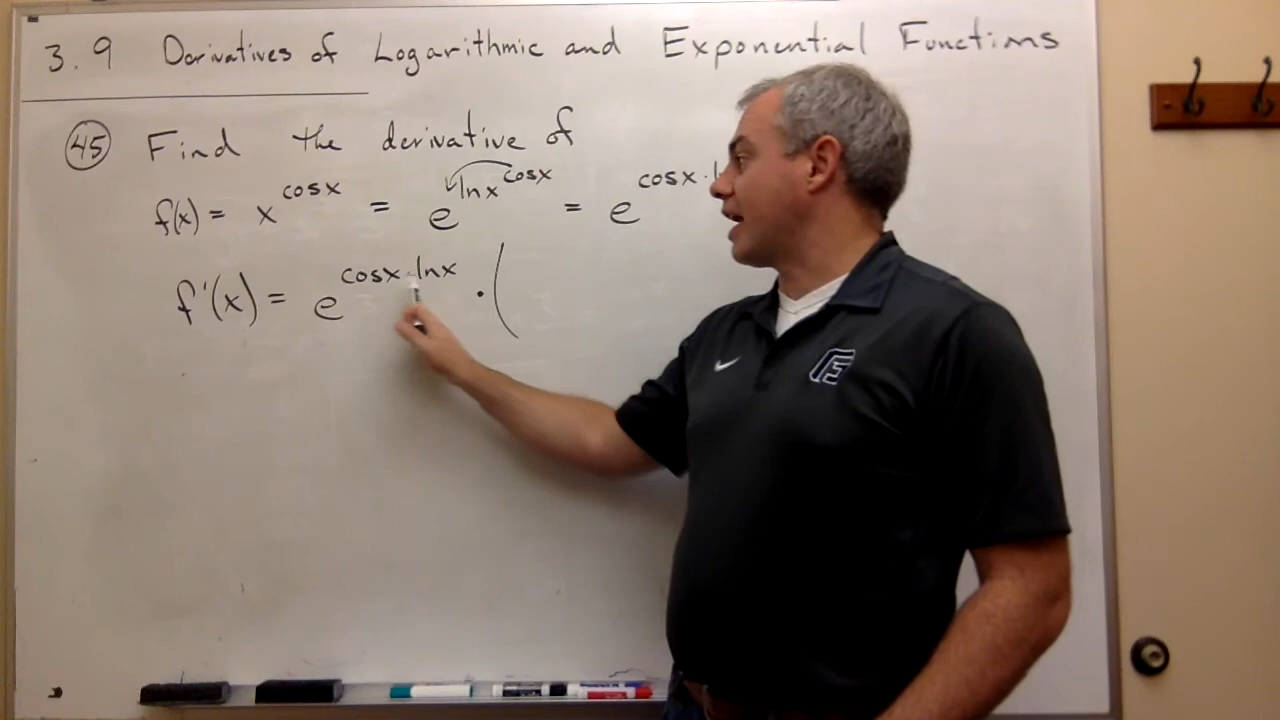 3.9 Derivatives of Logarithmic and Exponential Functions
45 Find the derivative of
f(x) = x^cosx = e^lnx^cosx = e^cosx·l
f'(x) = e^cosx·lnx · (